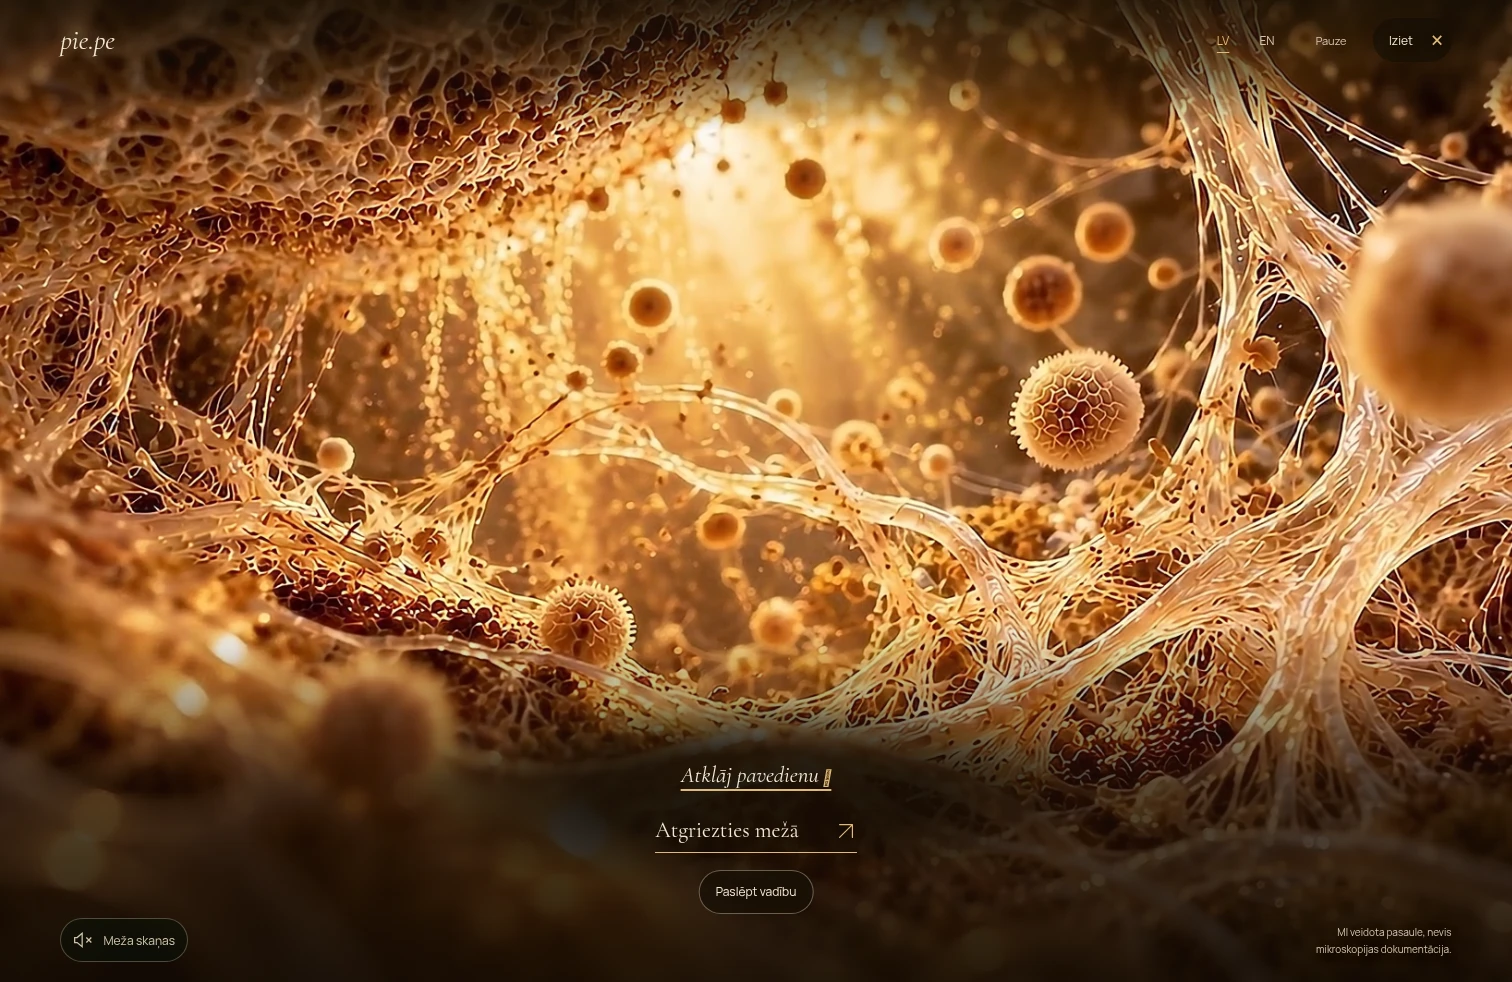 pie.pe
LV EN Pauze Iziet ×
Atklāj pavedienu
Atgriezties mežā
Paslēpt vadību
Meža skaņas
MI veidota pasaule, nevis
mikroskopijas dokumentācija.